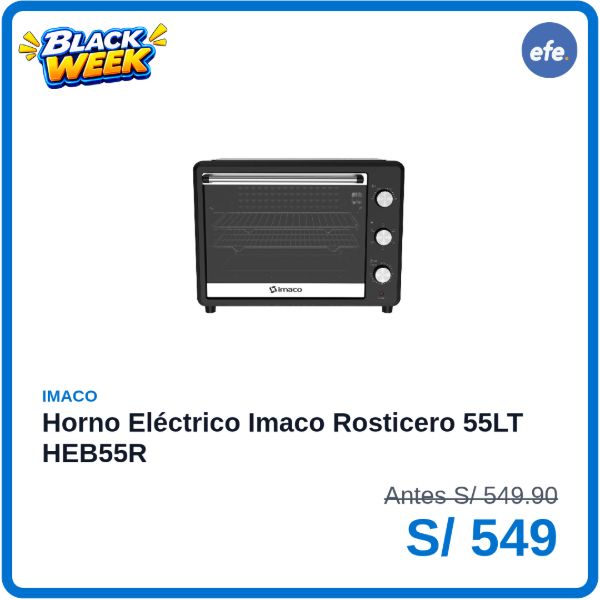 BLACK
WEEK
efe.
imaco
IMACO
Horno Eléctrico Imaco Rosticero 55LT
HEB55R
Antes S/ 549.90
S/ 549